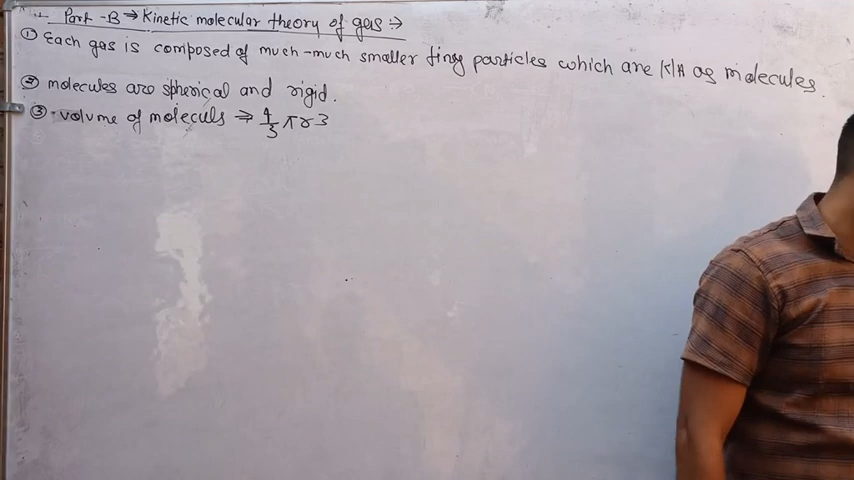 Part-B ⇒ Kinetic molecular theory of gas :→
① Each gas is composed of much-much smaller tiny particles which are K/A as molecules.
② molecules are spherical and rigid.
③ volume of moleculs ⇒ 4/3 πr3